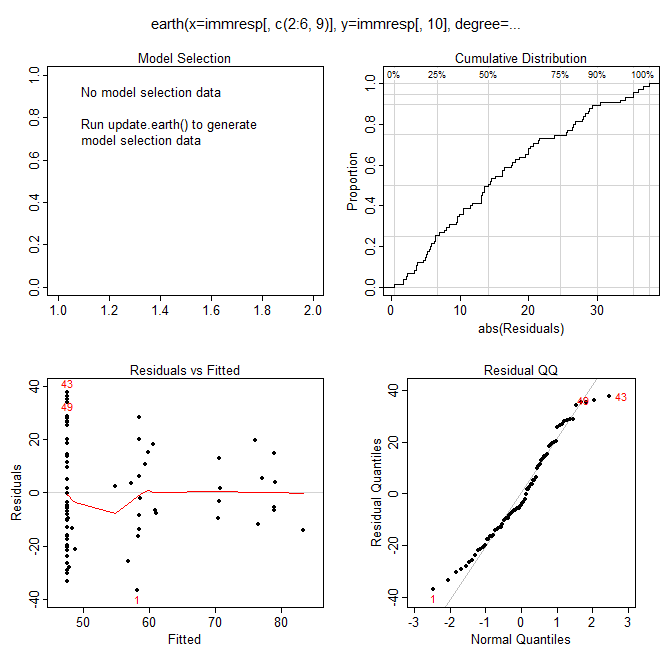 earth(x=immresp[, c(2:6, 9)], y=immresp[, 10], degree=...
Model Selection
No model selection data
Run update.earth() to generate
model selection data
0.0 0.2 0.4 0.6 0.8 1.0
1.0 1.2 1.4 1.6 1.8 2.0
Cumulative Distribution
0% 25% 50% 75% 90% 100%
Proportion
0.0 0.2 0.4 0.6 0.8 1.0
0 10 20 30
abs(Residuals)
Residuals vs Fitted
43
49
1
Residuals
-40 -20 0 20 40
50 60 70 80
Fitted
Residual QQ
43
1
Residual Quantiles
-40 -20 0 20 40
-3 -2 -1 0 1 2 3
Normal Quantiles